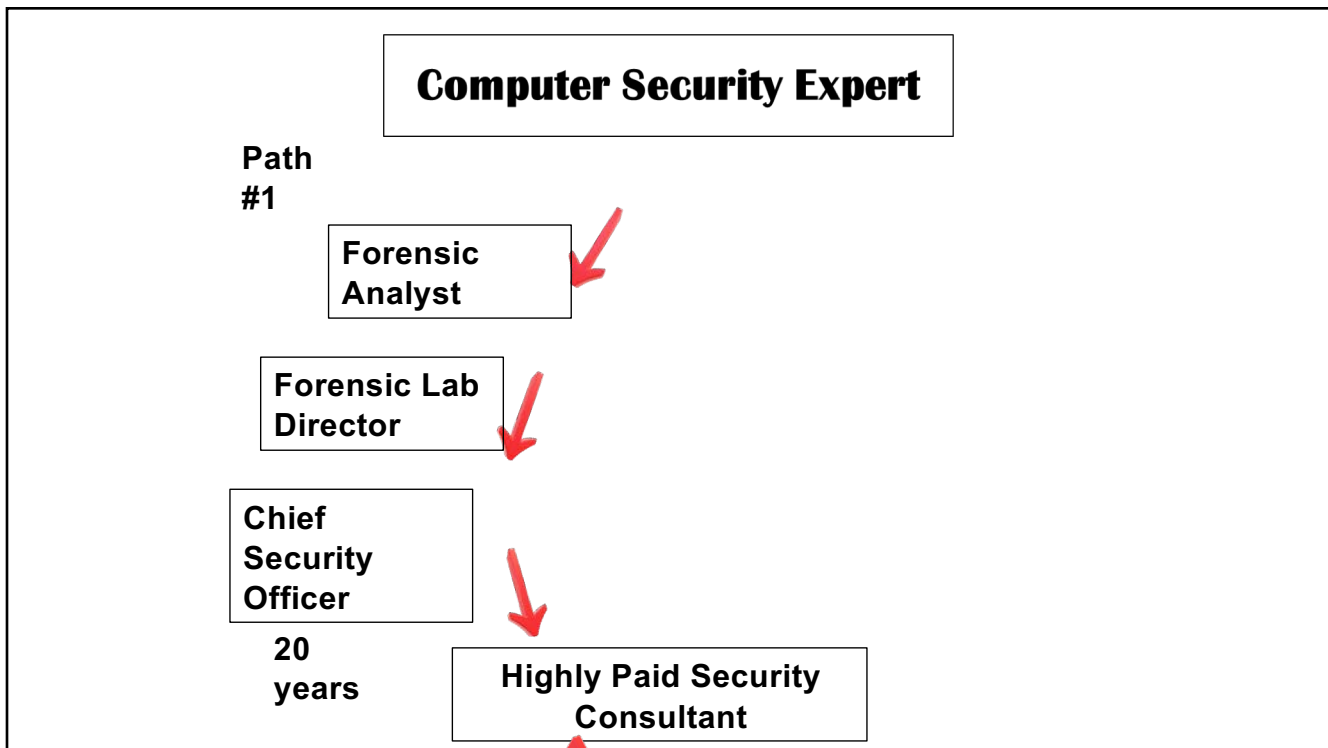 Computer Security Expert
Path
#1
Forensic
Analyst
Forensic Lab
Director
Chief
Security
Officer
20
years
Highly Paid Security
Consultant